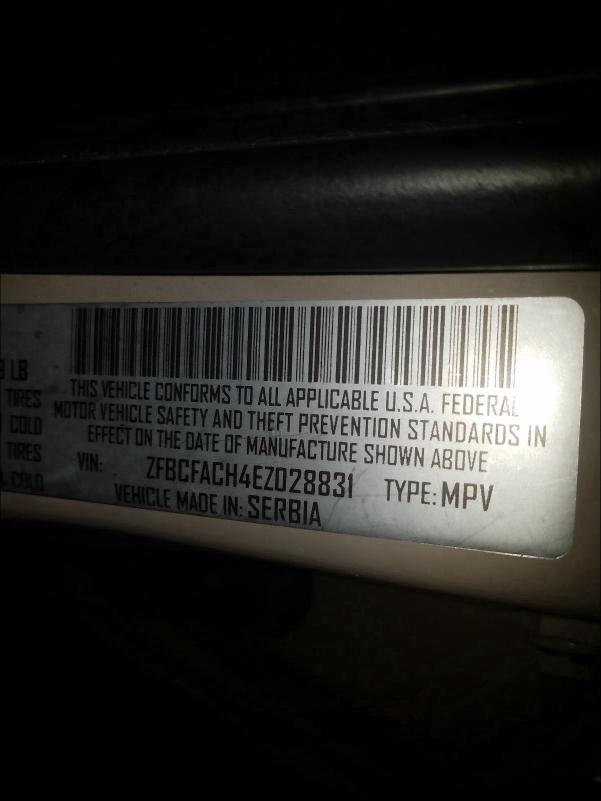 9 LB
TIRES
COLD
TIRES
COLD
THIS VEHICLE CONFORMS TO ALL APPLICABLE U.S.A. FEDERAL
MOTOR VEHICLE SAFETY AND THEFT PREVENTION STANDARDS IN
EFFECT ON THE DATE OF MANUFACTURE SHOWN ABOVE
VIN: ZFBCFACH4EZ028831 TYPE: MPV
VEHICLE MADE IN: SERBIA